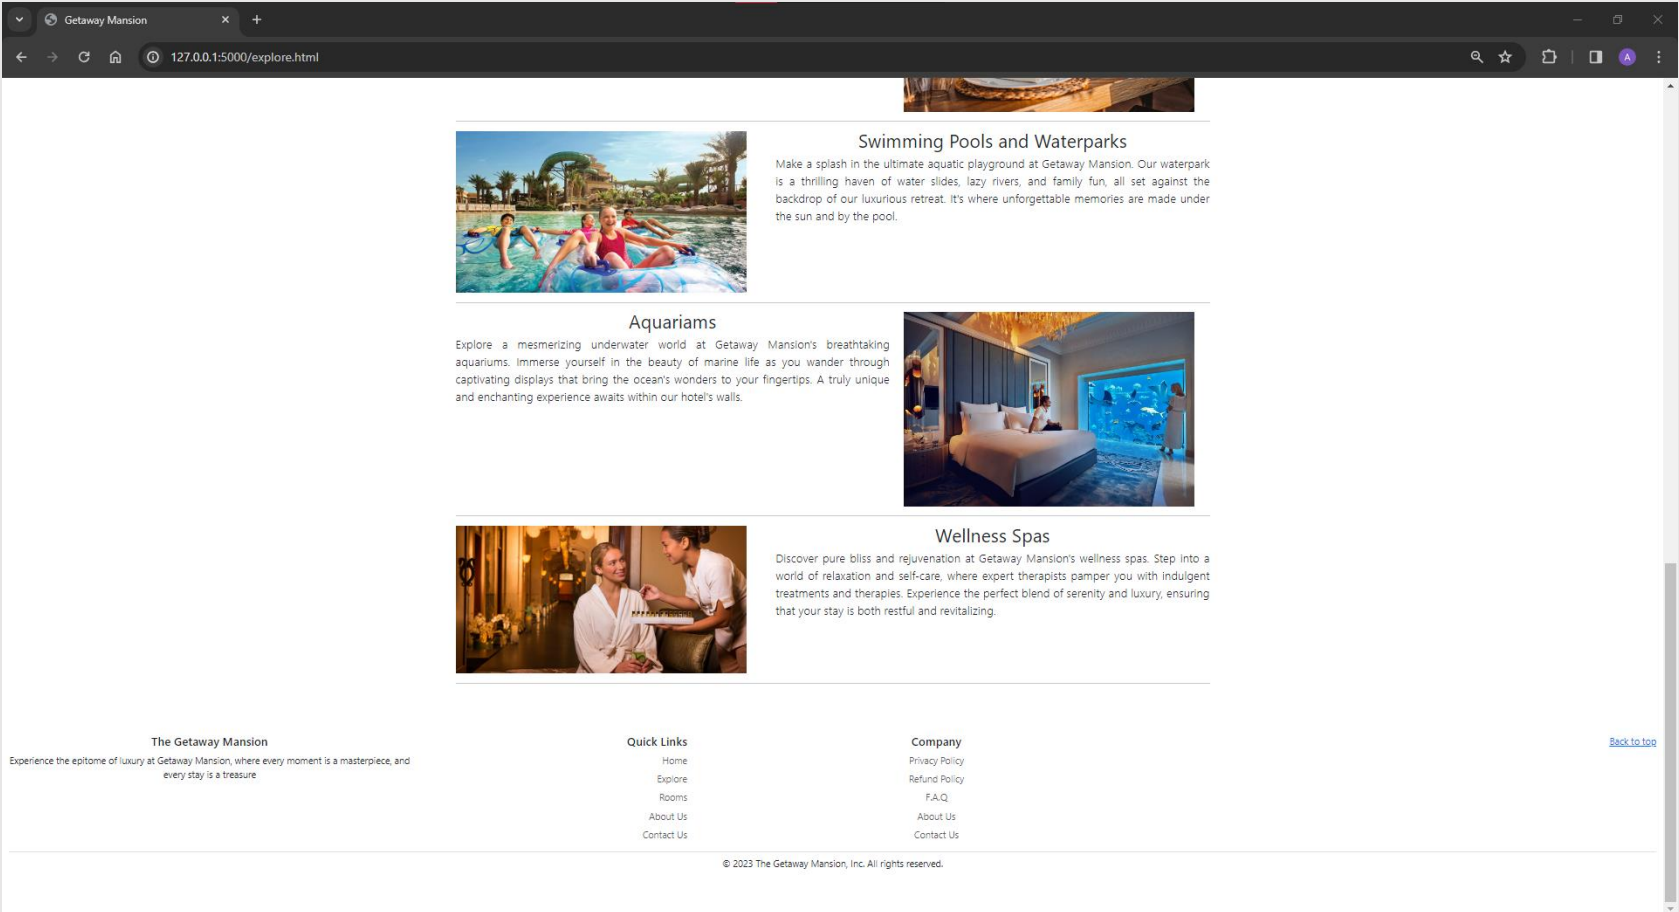 Getaway Mansion
127.0.0.1:5000/explore.html
A
Swimming Pools and Waterparks
Make a splash in the ultimate aquatic playground at Getaway Mansion. Our waterpark
is a thrilling haven of water slides, lazy rivers, and family fun, all set against the
backdrop of our luxurious retreat. It's where unforgettable memories are made under
the sun and by the pool.
Aquariams
Explore a mesmerizing underwater world at Getaway Mansion's breathtaking
aquariums. Immerse yourself in the beauty of marine life as you wander through
captivating displays that bring the ocean's wonders to your fingertips. A truly unique
and enchanting experience awaits within our hotel's walls.
Wellness Spas
Discover pure bliss and rejuvenation at Getaway Mansion's wellness spas. Step into a
world of relaxation and self-care, where expert therapists pamper you with indulgent
treatments and therapies. Experience the perfect blend of serenity and luxury, ensuring
that your stay is both restful and revitalizing.
The Getaway Mansion
Experience the epitome of luxury at Getaway Mansion, where every moment is a masterpiece, and
every stay is a treasure
Quick Links
Home
Explore
Rooms
About Us
Contact Us
Company
Privacy Policy
Refund Policy
F.A.Q
About Us
Contact Us
Back to top
© 2023 The Getaway Mansion, Inc. All rights reserved.